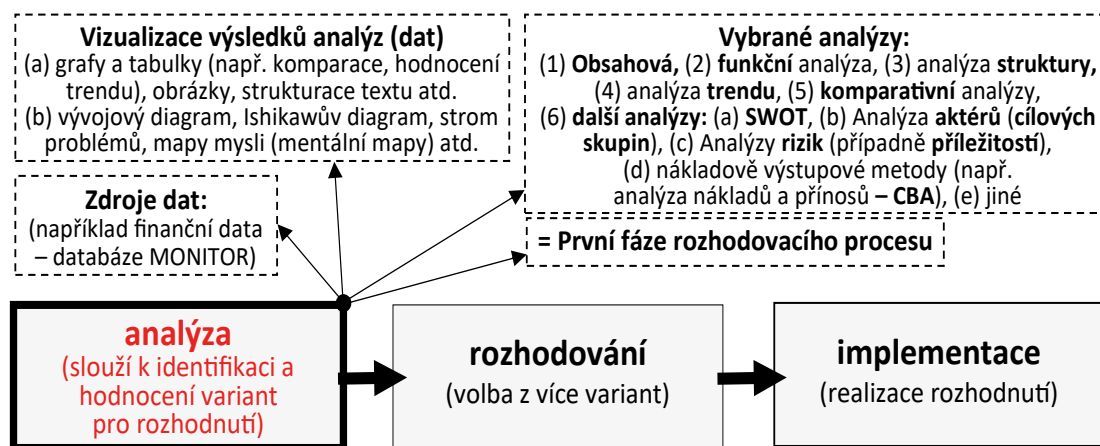 Vizualizace výsledků analýz (dat)
(a) grafy a tabulky (např. komparace, hodnocení
trendu), obrázky, strukturace textu atd.
(b) vývojový diagram, Ishikawův diagram, strom
problémů, mapy mysli (mentální mapy) atd.
Vybrané analýzy:
(1) Obsahová, (2) funkční analýza, (3) analýza struktury,
(4) analýza trendu, (5) komparativní analýzy,
(6) další analýzy: (a) SWOT, (b) Analýza aktérů (cílových
skupin), (c) Analýzy rizik (případně příležitostí),
(d) nákladově výstupové metody (např.
analýza nákladů a přínosů – CBA), (e) jiné
Zdroje dat:
(například finanční data
– databáze MONITOR)
= První fáze rozhodovacího procesu
analýza
(slouží k identifikaci a
hodnocení variant
pro rozhodnutí)
rozhodování
(volba z více variant)
implementace
(realizace rozhodnutí)